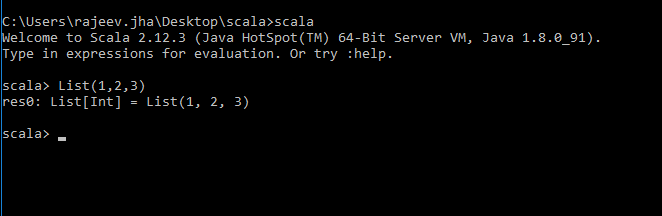 C:\Users\rajeev.jha\Desktop\scala>scala
Welcome to Scala 2.12.3 (Java HotSpot(TM) 64-Bit Server VM, Java 1.8.0_91).
Type in expressions for evaluation. Or try :help.
scala> List(1,2,3)
res0: List[Int] = List(1, 2, 3)
scala> _